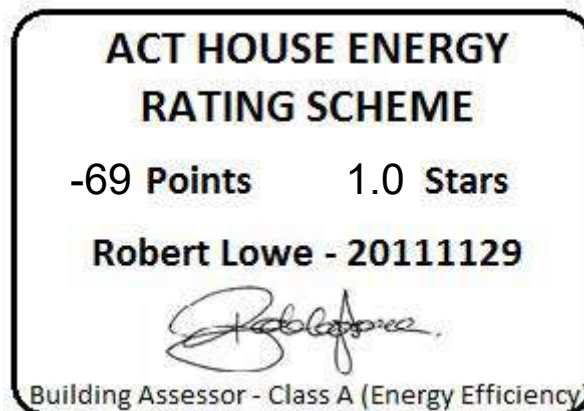 ACT HOUSE ENERGY
RATING SCHEME
-69 Points 1.0 Stars
Robert Lowe - 20111129
Building Assessor - Class A (Energy Efficiency)